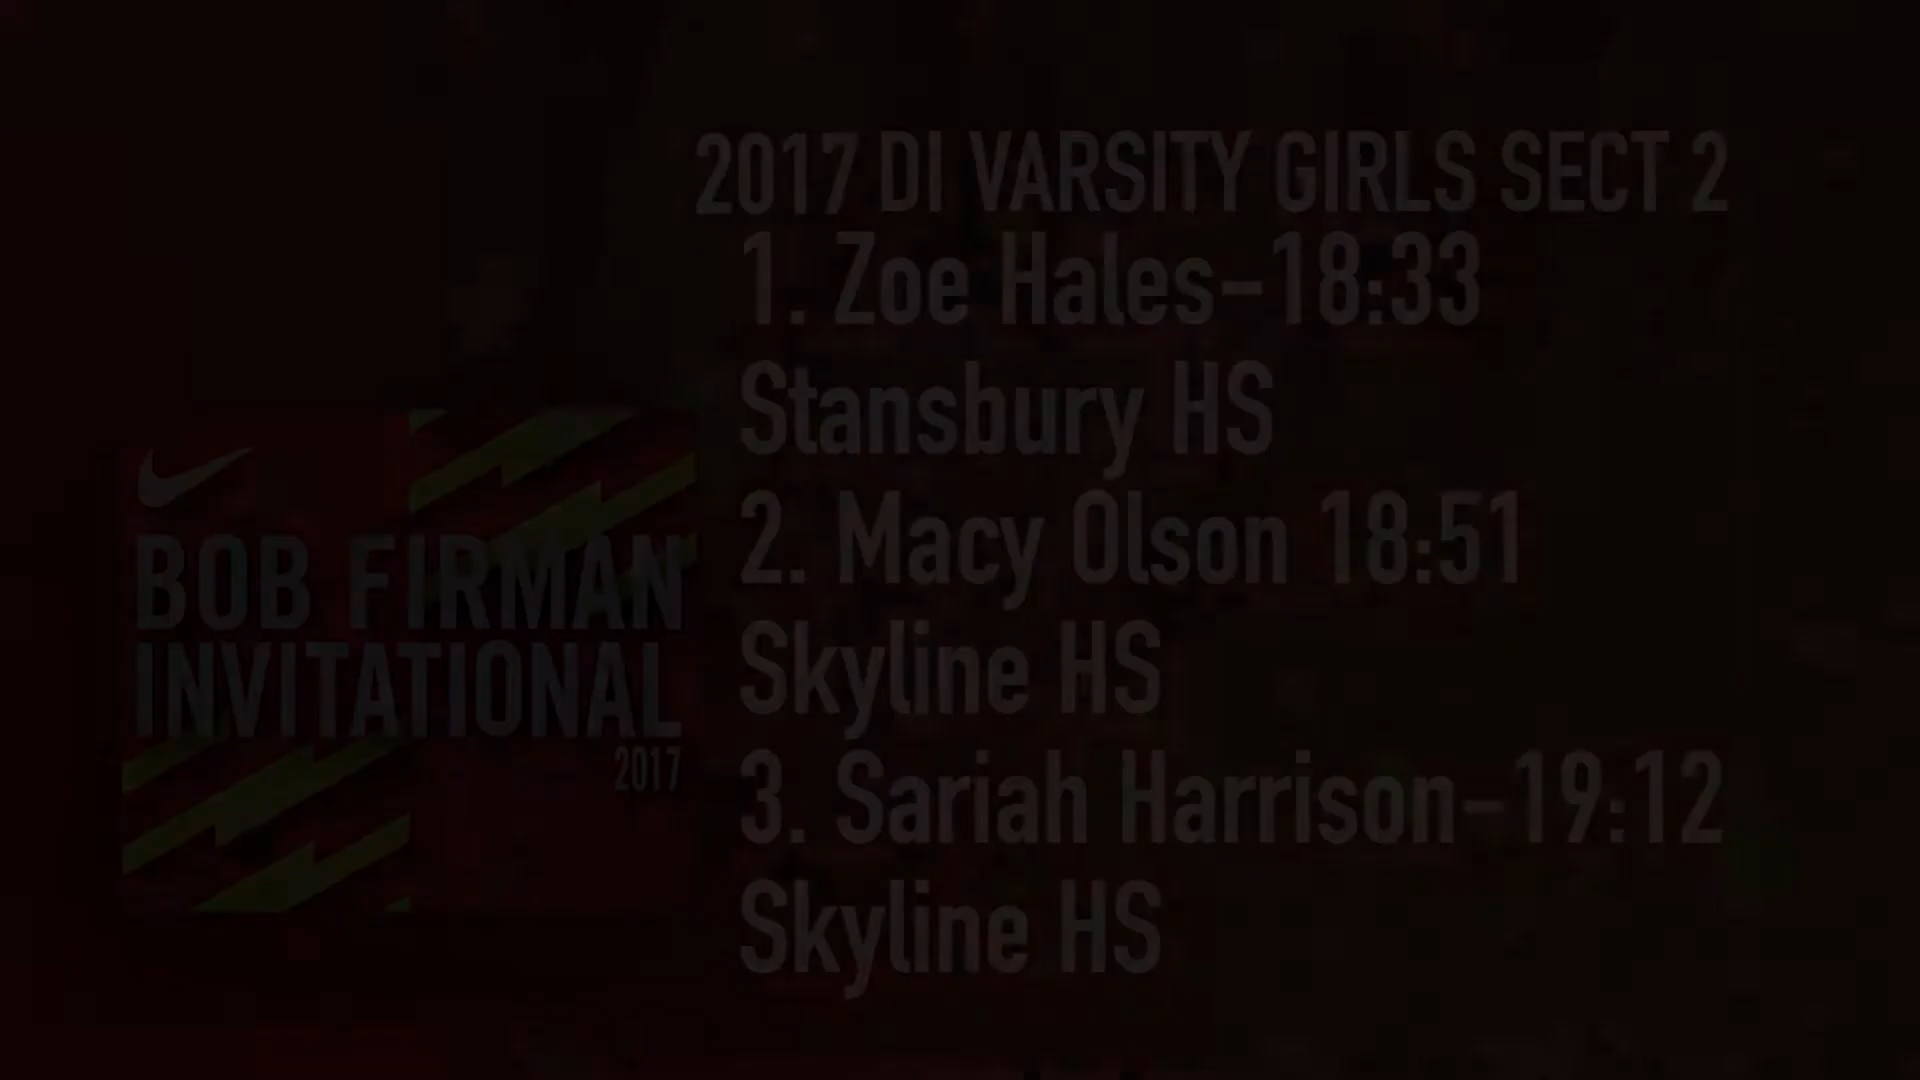 2017 DI VARSITY GIRLS SECT 2
1. Zoe Hales-18:33
Stansbury HS
2. Macy Olson 18:51
Skyline HS
3. Sariah Harrison-19:12
Skyline HS
BOB FIRMAN
INVITATIONAL
2017